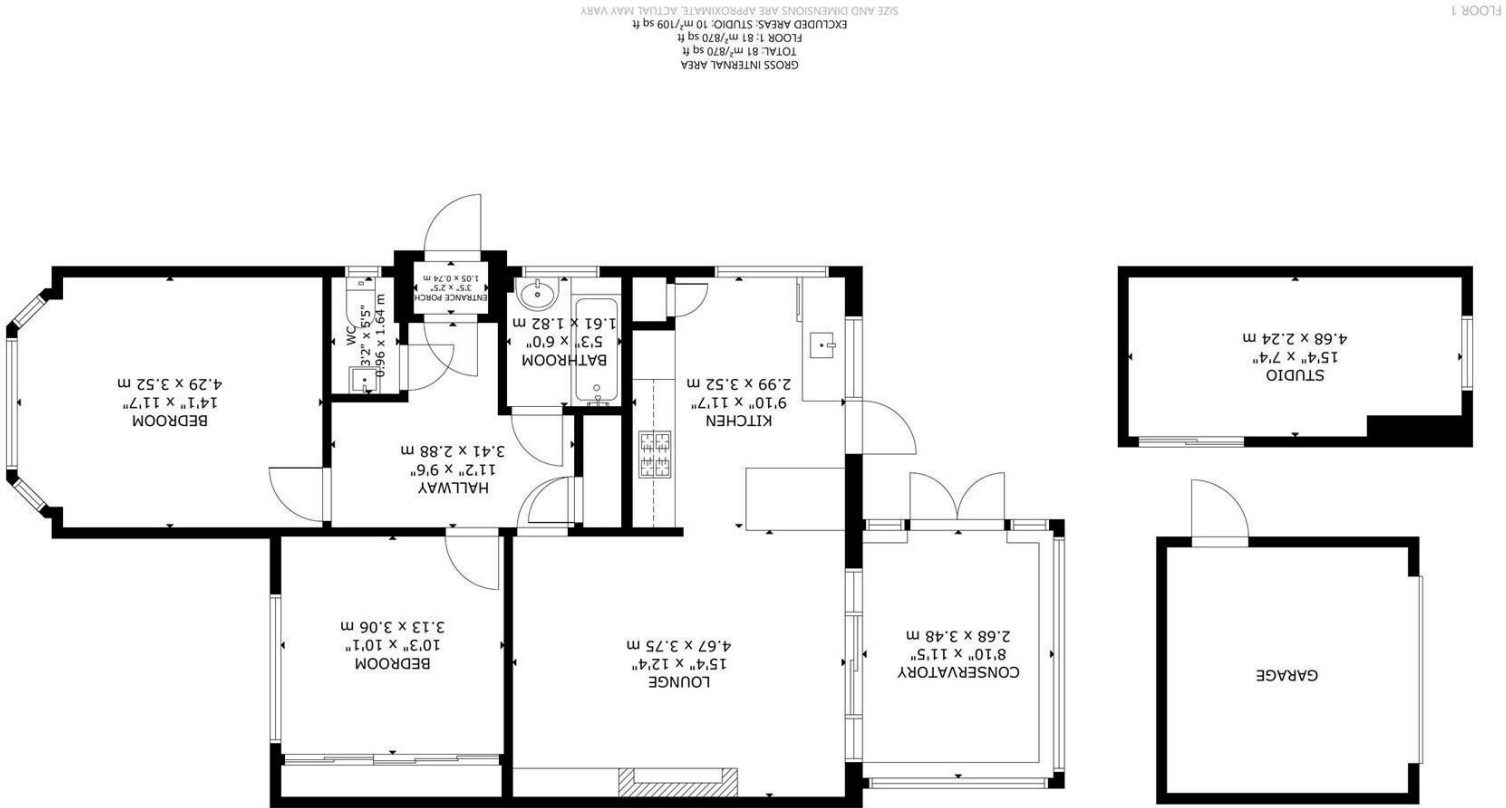 BEDROOM
10'3" x 10'1"
3.13 x 3.06 m
LOUNGE
15'4" x 12'4"
4.67 x 3.75 m
CONSERVATORY
8'10" x 11'5"
2.68 x 3.48 m
GARAGE
BEDROOM
14'1" x 11'7"
4.29 x 3.52 m
HALLWAY
11'2" x 9'6"
3.41 x 2.88 m
WC
3'2" x 5'5"
0.96 x 1.64 m
ENTRANCE PORCH
3'5" x 2'5"
1.05 x 0.74 m
BATHROOM
5'3" x 6'0"
1.61 x 1.82 m
KITCHEN
9'10" x 11'7"
2.99 x 3.52 m
STUDIO
15'4" x 7'4"
4.68 x 2.24 m
GROSS INTERNAL AREA
TOTAL: 81 m²/870 sq ft
FLOOR 1: 81 m²/870 sq ft
EXCLUDED AREAS: STUDIO: 10 m²/109 sq ft
SIZE AND DIMENSIONS ARE APPROXIMATE, ACTUAL MAY VARY
FLOOR 1